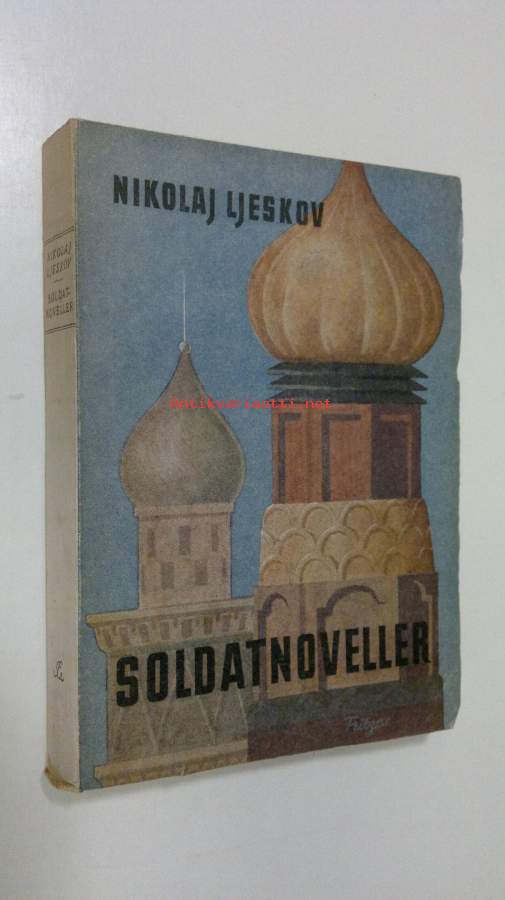 NIKOLAJ LJESKOV
NIKOLAJ
LJESKOV
SOLDAT-
NOVELLER
Antikvariaatti.net
SOLDATNOVELLER